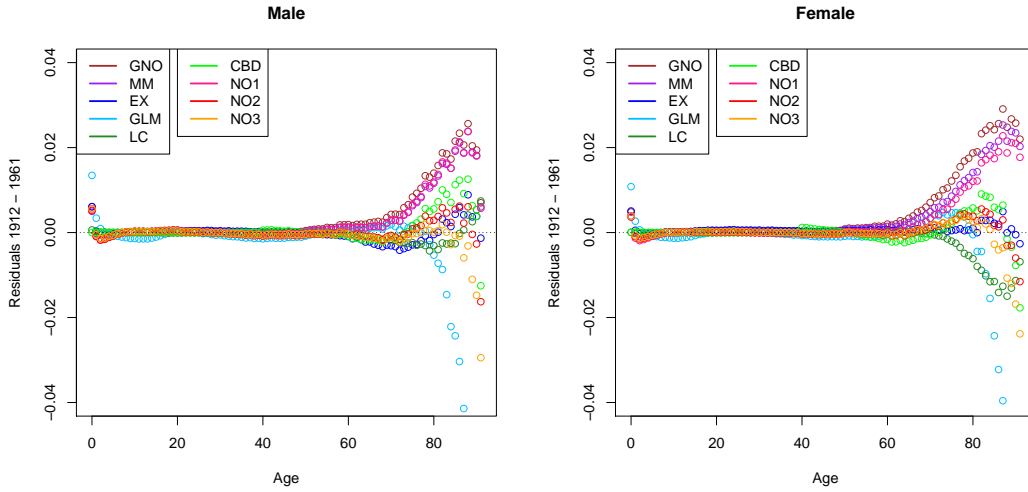 Male
Residuals 1912 − 1961
0.04
0.02
0.00
−0.02
−0.04
GNO
MM
EX
GLM
LC
CBD
NO1
NO2
NO3
0 20 40 60 80
Age
Female
Residuals 1912 − 1961
0.04
0.02
0.00
−0.02
−0.04
GNO
MM
EX
GLM
LC
CBD
NO1
NO2
NO3
0 20 40 60 80
Age